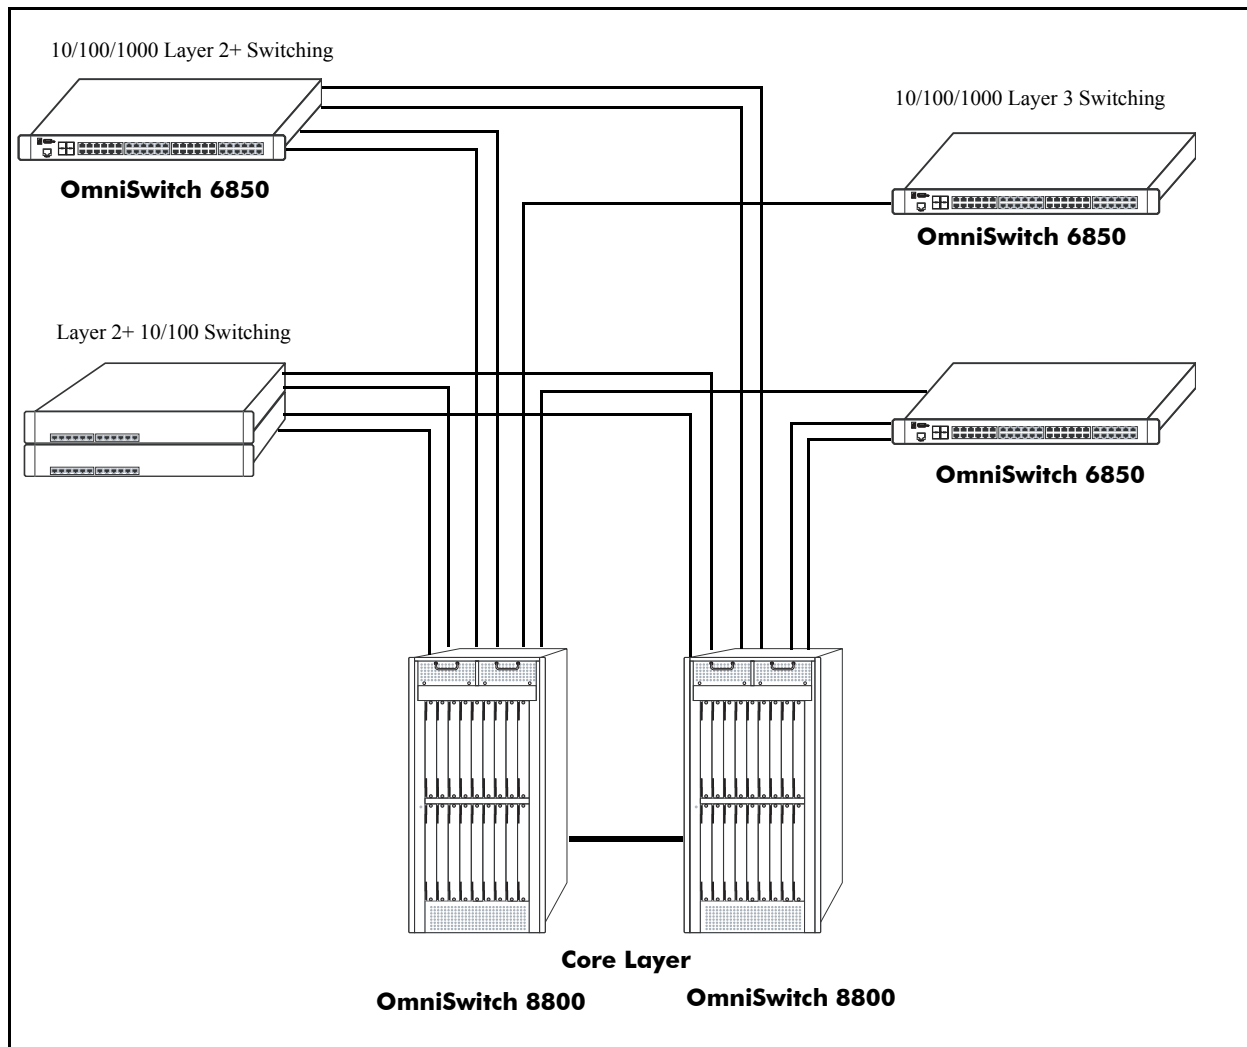 10/100/1000 Layer 2+ Switching
OmniSwitch 6850
10/100/1000 Layer 3 Switching
OmniSwitch 6850
Layer 2+ 10/100 Switching
OmniSwitch 6850
Core Layer
OmniSwitch 8800
OmniSwitch 8800